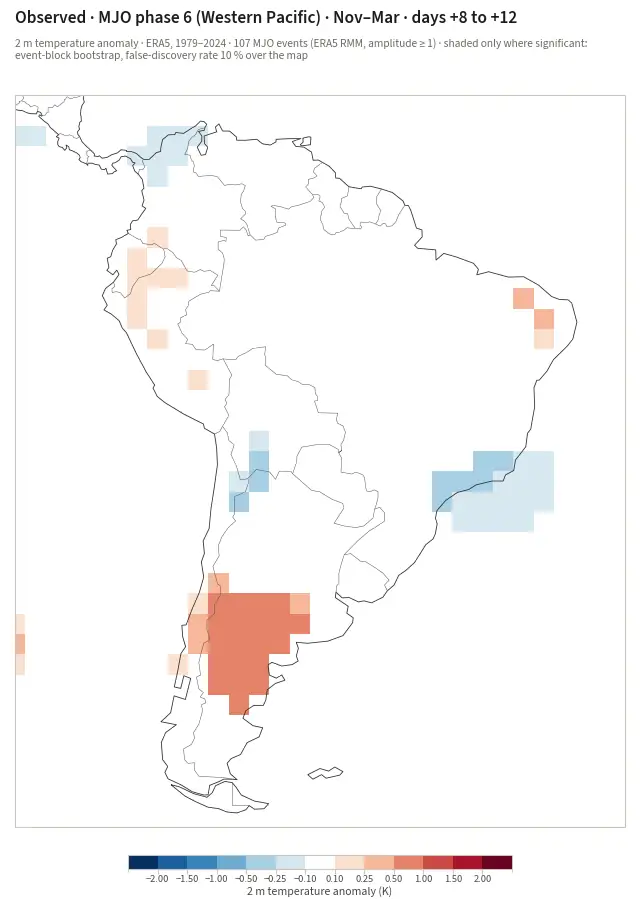 Observed · MJO phase 6 (Western Pacific) · Nov–Mar · days +8 to +12
2 m temperature anomaly · ERA5, 1979–2024 · 107 MJO events (ERA5 RMM, amplitude ≥ 1) · shaded only where significant:
event-block bootstrap, false-discovery rate 10 % over the map
−2.00 −1.50 −1.00 −0.50 −0.25 −0.10 0.10 0.25 0.50 1.00 1.50 2.00
2 m temperature anomaly (K)